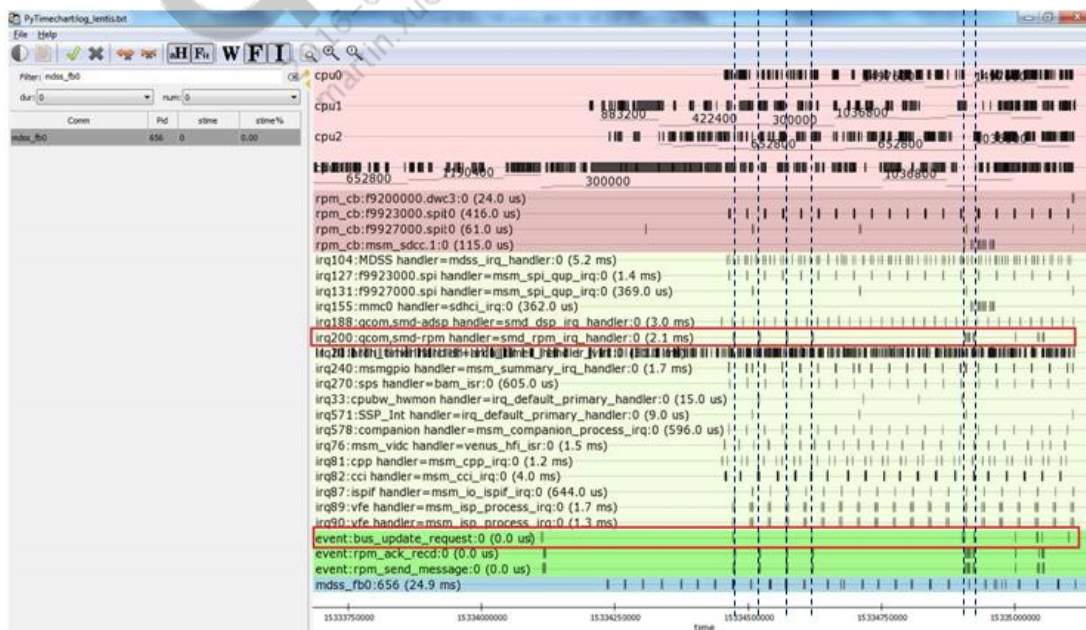 PyTimechart:log_lentis.txt
File Help
W F I
Filter: mdss_fb0
dur: 0 num: 0
Comm Pid stime stime%
mdss_fb0 656 0 0.00
cpu0
cpu1
883200 422400 300000 1036800
cpu2
652800 652800
652800 1190400 300000 1036800
rpm_cb:f9200000.dwc3:0 (24.0 us)
rpm_cb:f9923000.spi:0 (416.0 us)
rpm_cb:f9927000.spi:0 (61.0 us)
rpm_cb:msm_sdcc.1:0 (115.0 us)
irq104:MDSS handler=mdss_irq_handler:0 (5.2 ms)
irq127:f9923000.spi handler=msm_spi_qup_irq:0 (1.4 ms)
irq131:f9927000.spi handler=msm_spi_qup_irq:0 (369.0 us)
irq155:mmc0 handler=sdhci_irq:0 (362.0 us)
irq188:qcom,smd-adsp handler=smd_dsp_irq_handler:0 (3.0 ms)
irq200:qcom,smd-rpm handler=smd_rpm_irq_handler:0 (2.1 ms)
irq240:msmgpio handler=msm_summary_irq_handler:0 (1.7 ms)
irq270:sps handler=bam_isr:0 (605.0 us)
irq33:cpubw_hwmon handler=irq_default_primary_handler:0 (15.0 us)
irq571:SSP_Int handler=irq_default_primary_handler:0 (9.0 us)
irq578:companion handler=msm_companion_process_irq:0 (596.0 us)
irq76:msm_vidc handler=venus_hfi_isr:0 (1.5 ms)
irq81:cpp handler=msm_cpp_irq:0 (1.2 ms)
irq82:cci handler=msm_cci_irq:0 (4.0 ms)
irq87:ispif handler=msm_io_ispif_irq:0 (644.0 us)
irq89:vfe handler=msm_isp_process_irq:0 (1.7 ms)
irq90:vfe handler=msm_isp_process_irq:0 (1.3 ms)
event:bus_update_request:0 (0.0 us)
event:rpm_ack_recd:0 (0.0 us)
event:rpm_send_message:0 (0.0 us)
mdss_fb0:656 (24.9 ms)
15333750000 15334000000 15334250000 15334500000 15334750000 15335000000
time